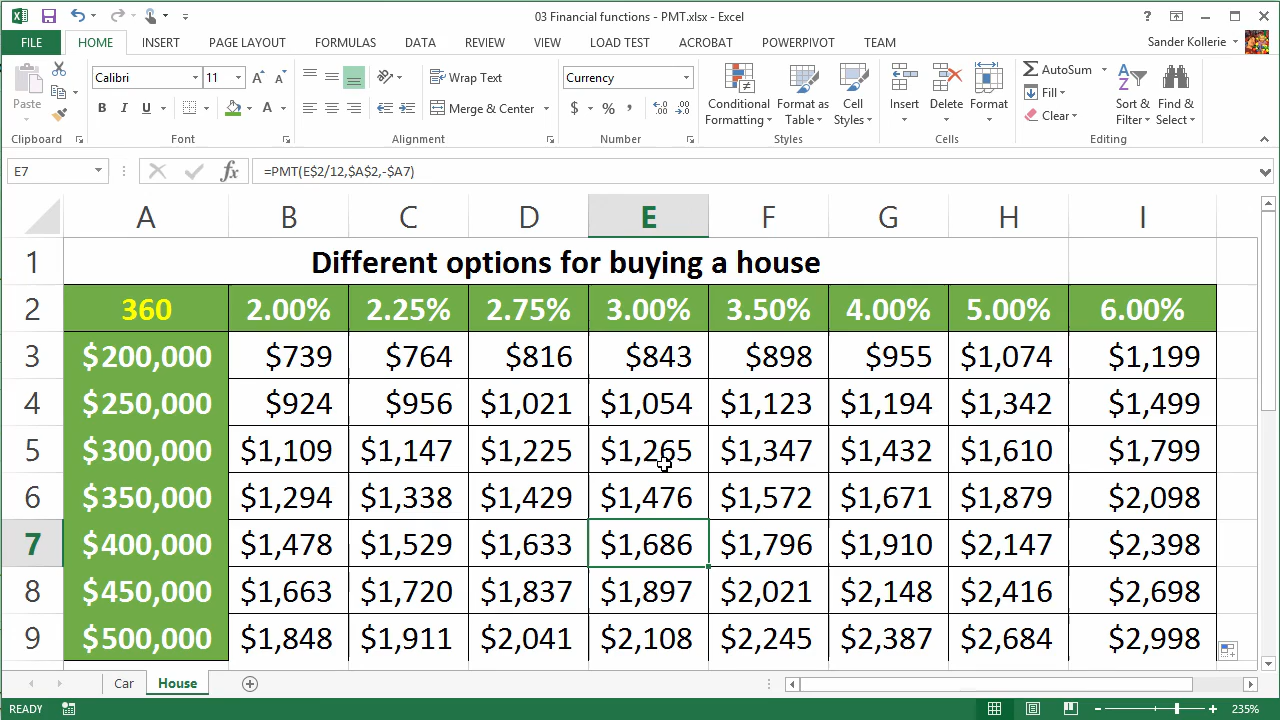 03 Financial functions - PMT.xlsx - Excel
FILE HOME INSERT PAGE LAYOUT FORMULAS DATA REVIEW VIEW LOAD TEST ACROBAT POWERPIVOT TEAM Sander Kollerie
Paste Calibri 11 Wrap Text Currency Conditional Formatting Format as Table Cell Styles Insert Delete Format AutoSum Sort & Filter Find & Select
B I U Merge & Center $ % , Fill
Clear
Clipboard Font Alignment Number Styles Cells Editing
E7 fx =PMT(E$2/12,$A$2,-$A7)
A B C D E F G H I
1 Different options for buying a house
2 360 2.00% 2.25% 2.75% 3.00% 3.50% 4.00% 5.00% 6.00%
3 $200,000 $739 $764 $816 $843 $898 $955 $1,074 $1,199
4 $250,000 $924 $956 $1,021 $1,054 $1,123 $1,194 $1,342 $1,499
5 $300,000 $1,109 $1,147 $1,225 $1,265 $1,347 $1,432 $1,610 $1,799
6 $350,000 $1,294 $1,338 $1,429 $1,476 $1,572 $1,671 $1,879 $2,098
7 $400,000 $1,478 $1,529 $1,633 $1,686 $1,796 $1,910 $2,147 $2,398
8 $450,000 $1,663 $1,720 $1,837 $1,897 $2,021 $2,148 $2,416 $2,698
9 $500,000 $1,848 $1,911 $2,041 $2,108 $2,245 $2,387 $2,684 $2,998
Car House
READY 235%